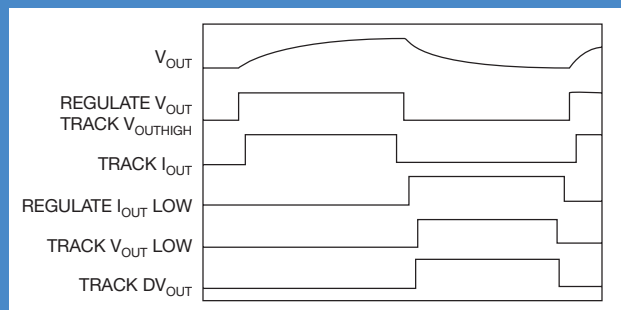 VOUT
REGULATE VOUT
TRACK VOUTHIGH
TRACK IOUT
REGULATE IOUT LOW
TRACK VOUT LOW
TRACK DVOUT